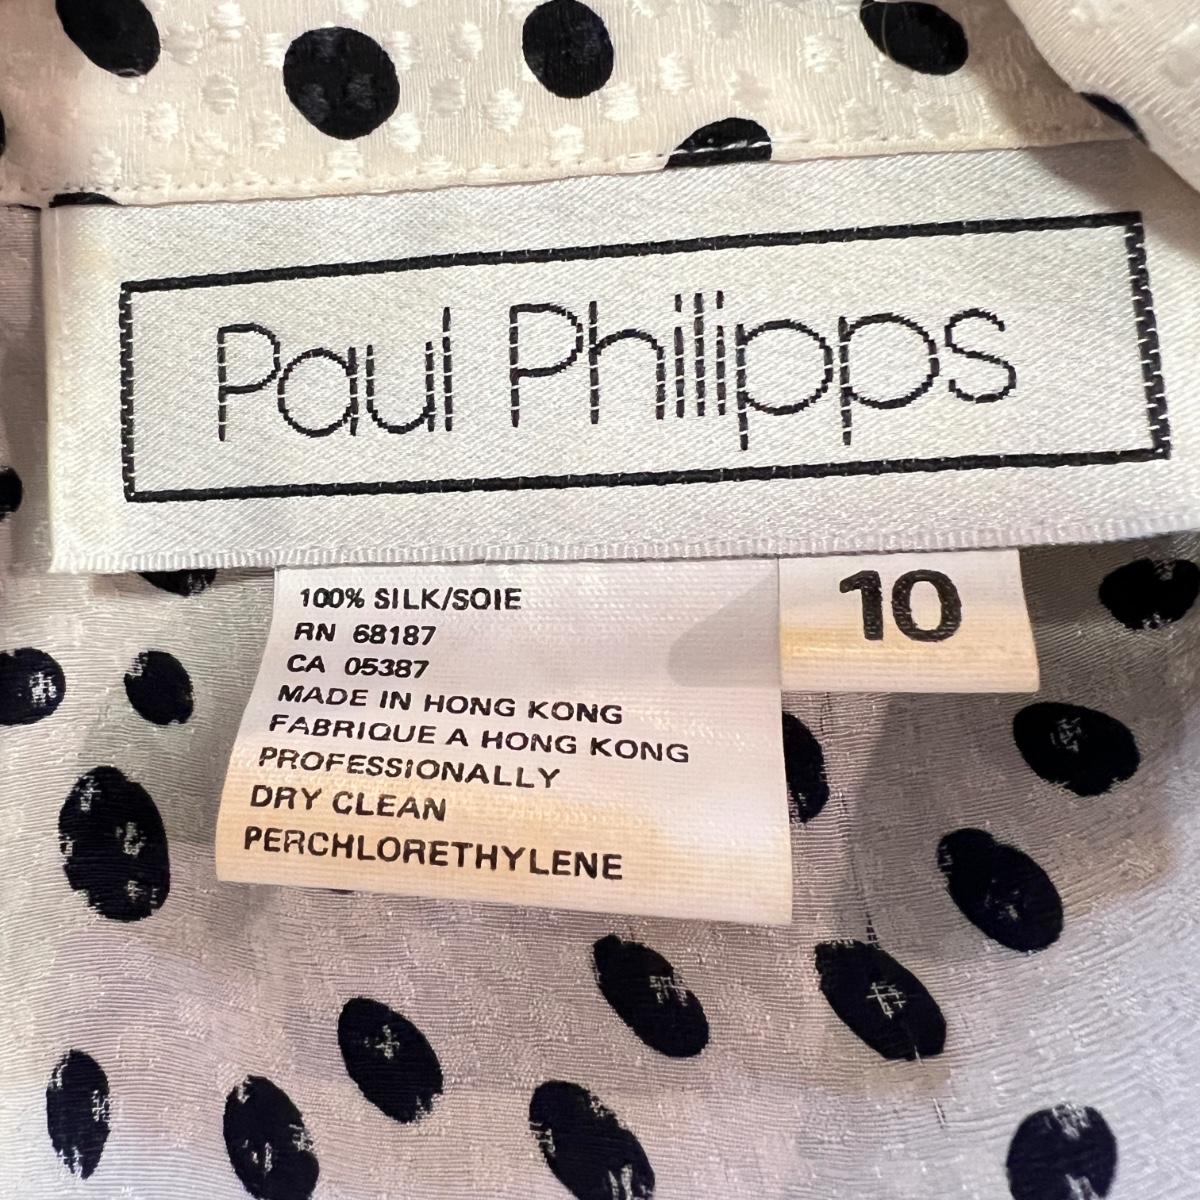 Paul Philipps
10
100% SILK/SOIE
RN 68187
CA 05387
MADE IN HONG KONG
FABRIQUE A HONG KONG
PROFESSIONALLY
DRY CLEAN
PERCHLORETHYLENE